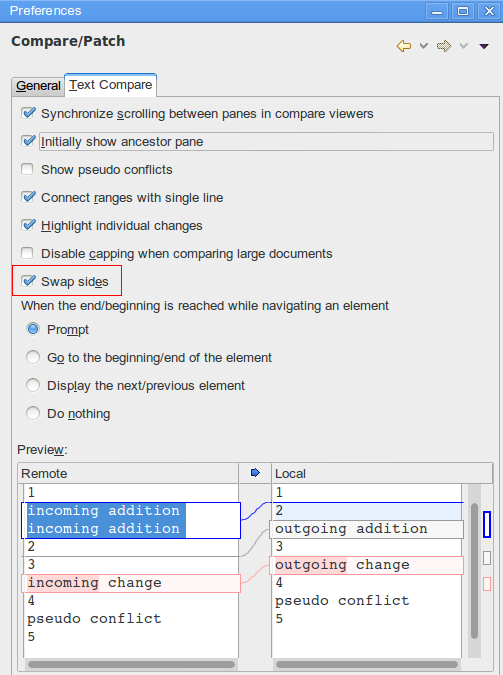 Preferences
Compare/Patch
General Text Compare
Synchronize scrolling between panes in compare viewers
Initially show ancestor pane
Show pseudo conflicts
Connect ranges with single line
Highlight individual changes
Disable capping when comparing large documents
Swap sides
When the end/beginning is reached while navigating an element
Prompt
Go to the beginning/end of the element
Display the next/previous element
Do nothing
Preview:
Remote
1
incoming addition
incoming addition
2
3
incoming change
4
pseudo conflict
5
Local
1
2
outgoing addition
3
outgoing change
4
pseudo conflict
5